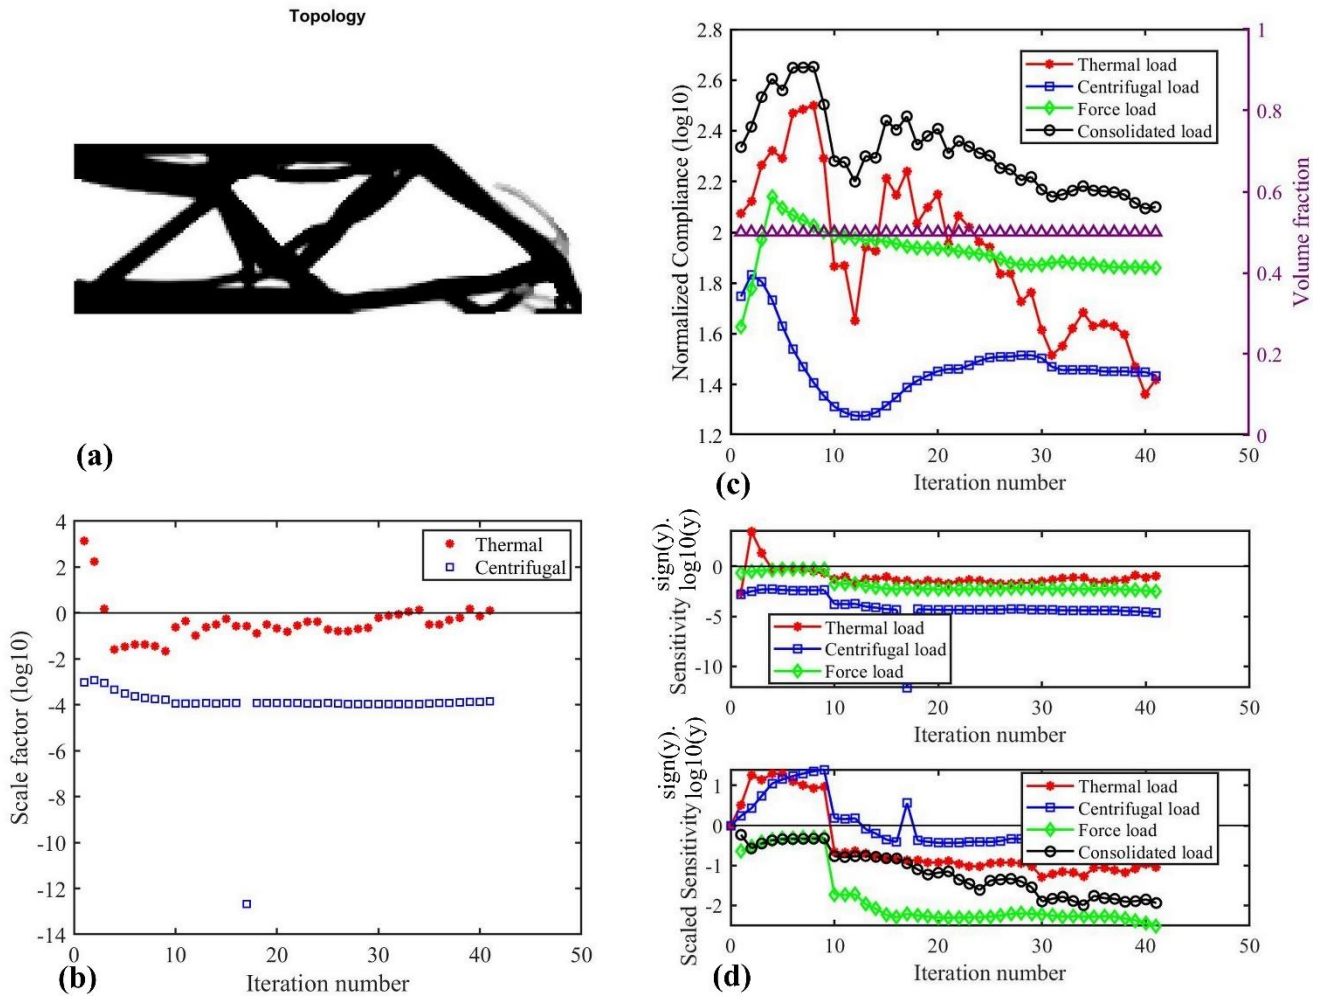 Topology
(a)
2.8
2.6
2.4
2.2
2
1.8
1.6
1.4
1.2
Normalized Compliance (log10)
1
0.8
0.6
0.4
0.2
0
Volume fraction
Thermal load
Centrifugal load
Force load
Consolidated load
0 10 20 30 40 50
Iteration number
(c)
4
2
0
-2
-4
-6
-8
-10
-12
-14
Scale factor (log10)
Thermal
Centrifugal
0 10 20 30 40 50
Iteration number
(b)
sign(y).
Sensitivity log10(y)
0
-5
-10
Thermal load
Centrifugal load
Force load
0 10 20 30 40 50
Iteration number
sign(y).
Scaled Sensitivity log10(y)
1
0
-1
-2
Thermal load
Centrifugal load
Force load
Consolidated load
0 10 20 30 40 50
Iteration number
(d)